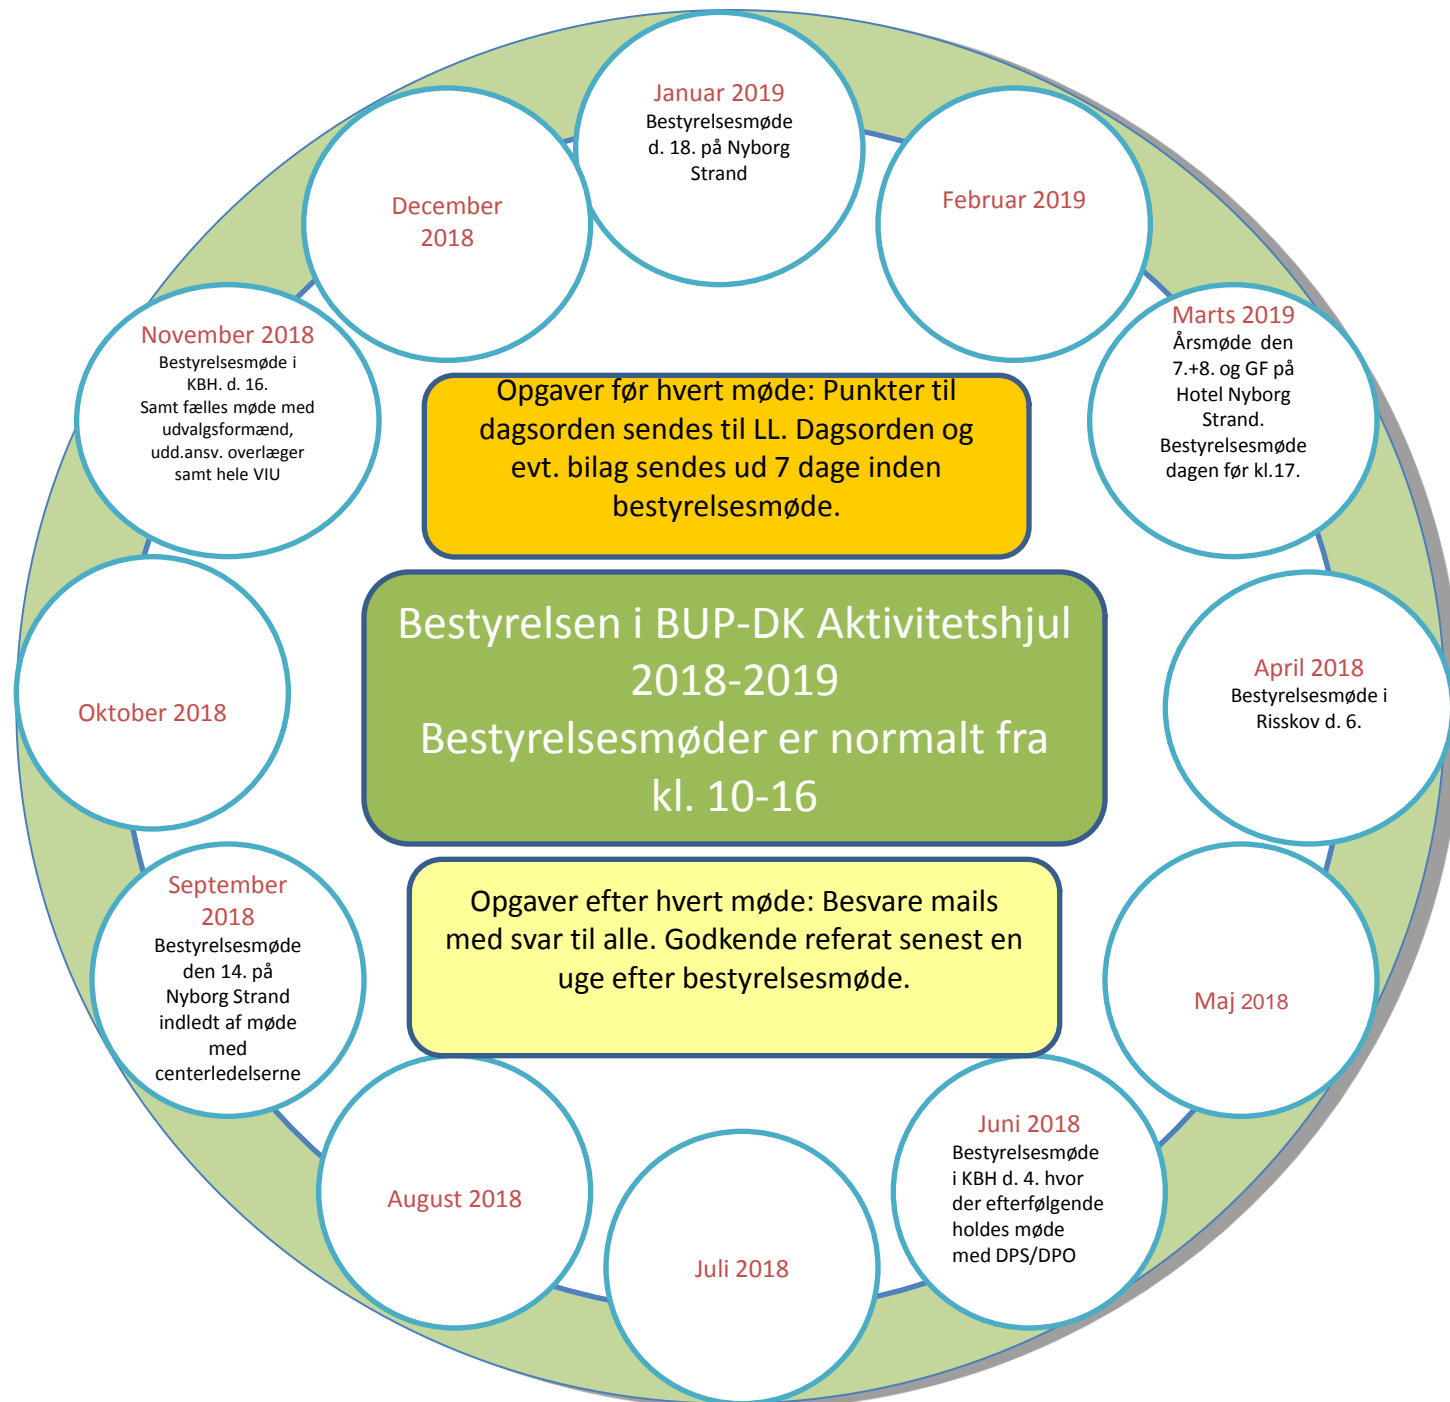 Januar 2019
Bestyrelsesmøde
d. 18. på Nyborg
Strand
Februar 2019
Marts 2019
Årsmøde den
7.+8. og GF på
Hotel Nyborg
Strand.
Bestyrelsesmøde
dagen før kl.17.
April 2018
Bestyrelsesmøde i
Risskov d. 6.
Maj 2018
Juni 2018
Bestyrelsesmøde
i KBH d. 4. hvor
der efterfølgende
holdes møde
med DPS/DPO
Juli 2018
August 2018
September
2018
Bestyrelsesmøde
den 14. på
Nyborg Strand
indledt af møde
med
centerledelserne
Oktober 2018
November 2018
Bestyrelsesmøde i
KBH. d. 16.
Samt fælles møde med
udvalgsformænd,
udd.ansv. overlæger
samt hele VIU
December
2018
Opgaver før hvert møde: Punkter til
dagsorden sendes til LL. Dagsorden og
evt. bilag sendes ud 7 dage inden
bestyrelsesmøde.
Bestyrelsen i BUP-DK Aktivitetshjul
2018-2019
Bestyrelsesmøder er normalt fra
kl. 10-16
Opgaver efter hvert møde: Besvare mails
med svar til alle. Godkende referat senest en
uge efter bestyrelsesmøde.